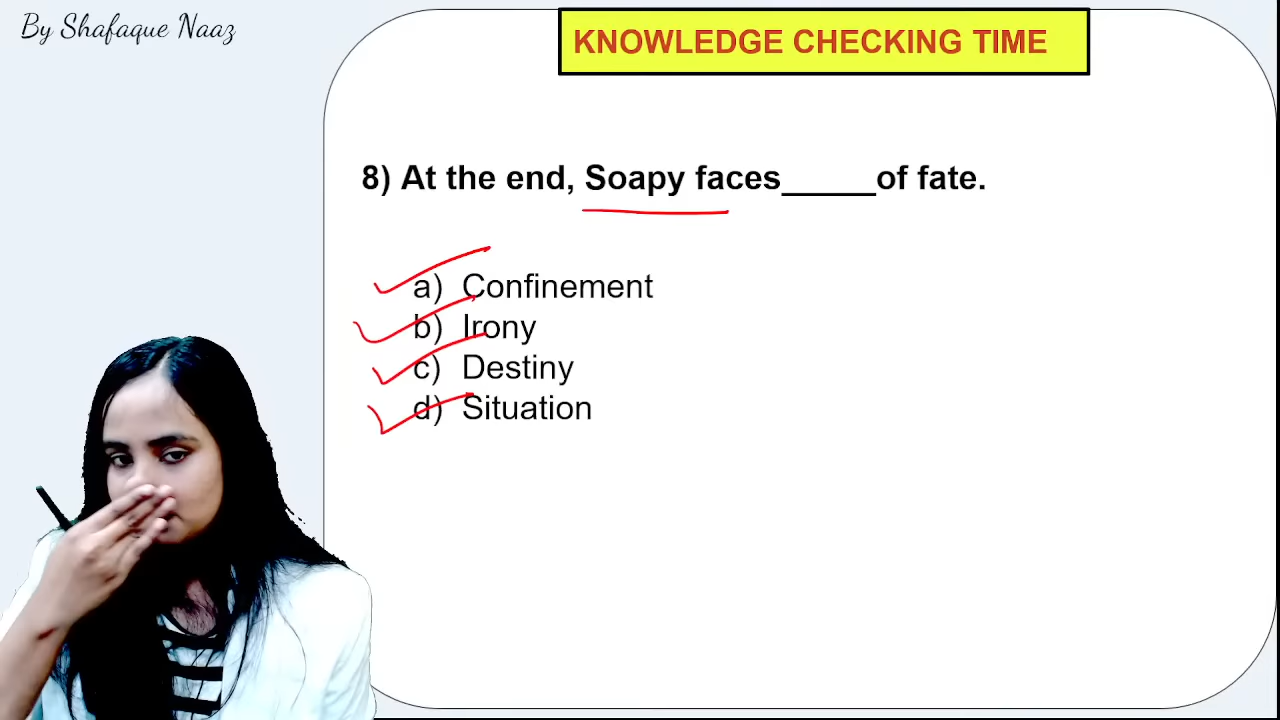 By Shafaque Naaz
KNOWLEDGE CHECKING TIME
8) At the end, Soapy faces_____of fate.
a) Confinement
b) Irony
c) Destiny
d) Situation